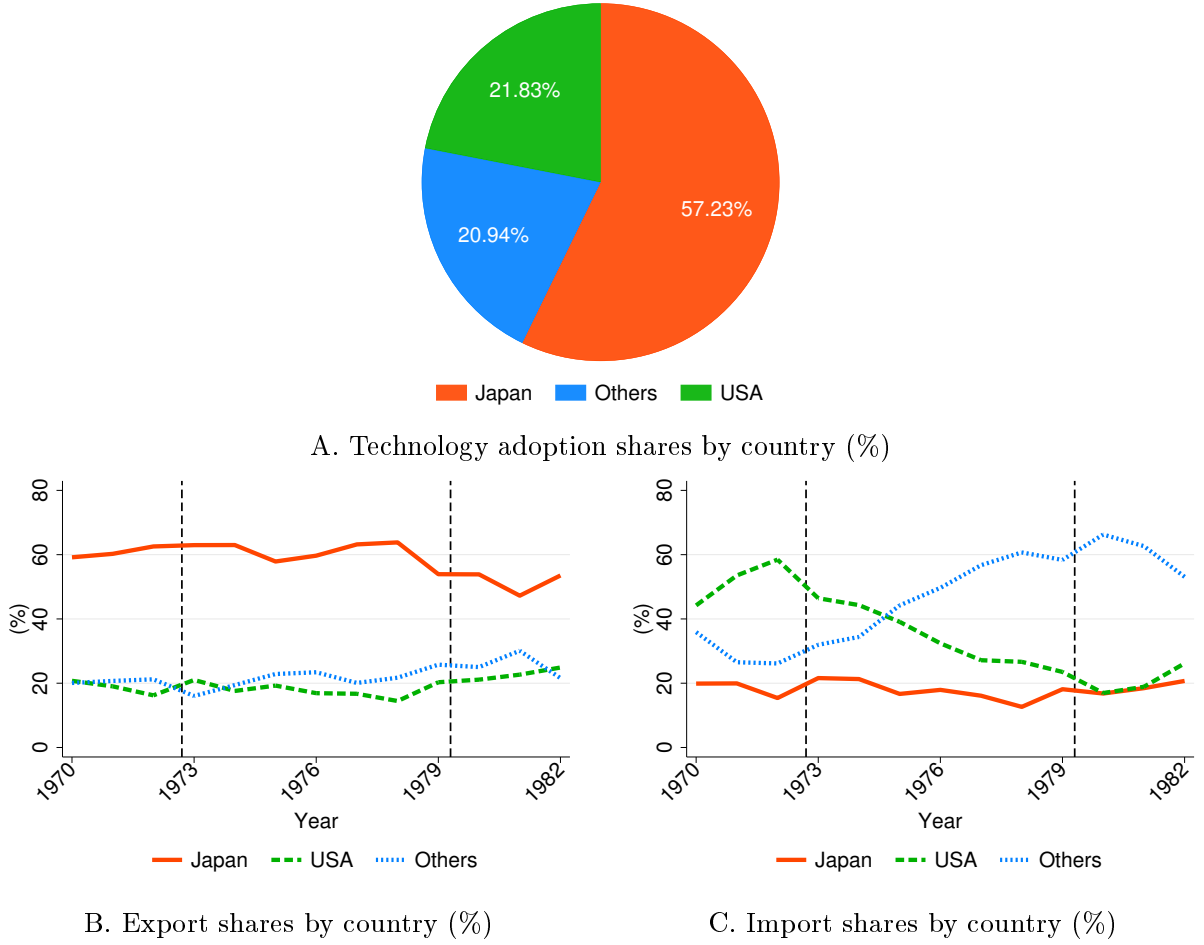 21.83%
57.23%
20.94%
Japan Others USA
A. Technology adoption shares by country (%)
80
60
40
20
0
(%)
1970 1973 1976 1979 1982
Year
Japan USA Others
B. Export shares by country (%)
80
60
40
20
0
(%)
1970 1973 1976 1979 1982
Year
Japan USA Others
C. Import shares by country (%)